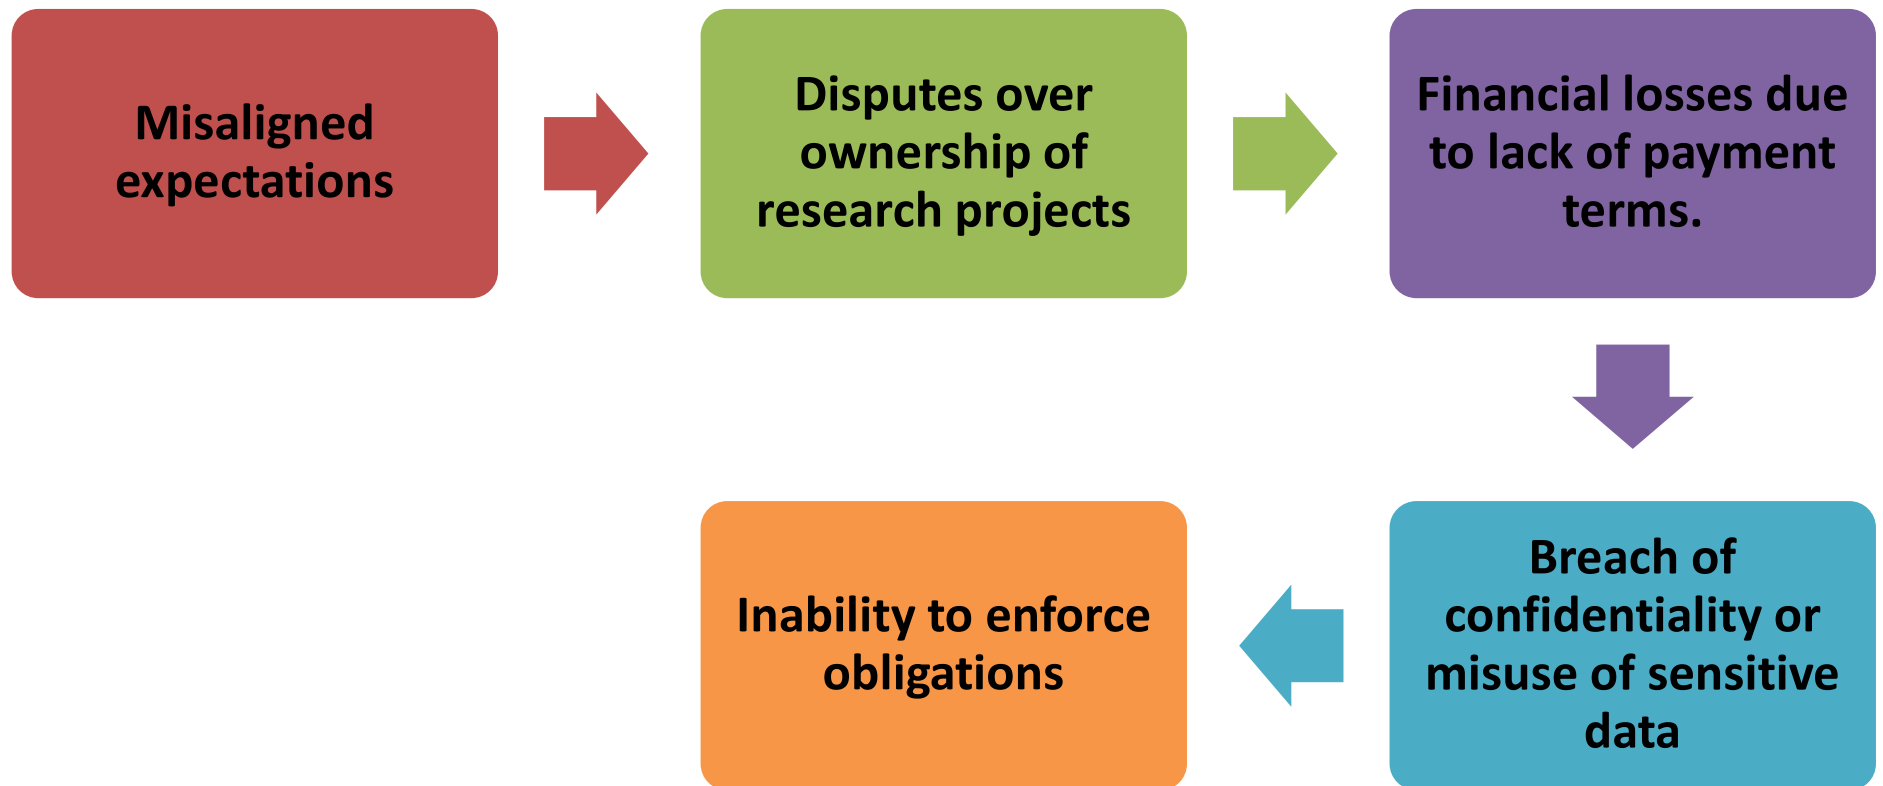 Misaligned
expectations
Disputes over
ownership of
research projects
Financial losses due
to lack of payment
terms.
Breach of
confidentiality or
misuse of sensitive
data
Inability to enforce
obligations